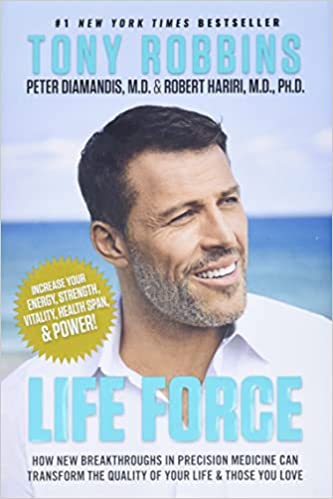 #1 NEW YORK TIMES BESTSELLER
TONY ROBBINS
PETER DIAMANDIS, M.D. & ROBERT HARIRI, M.D., PH.D.
INCREASE YOUR
ENERGY, STRENGTH,
VITALITY, HEALTH SPAN,
& POWER!
LIFE FORCE
HOW NEW BREAKTHROUGHS IN PRECISION MEDICINE CAN
TRANSFORM THE QUALITY OF YOUR LIFE & THOSE YOU LOVE